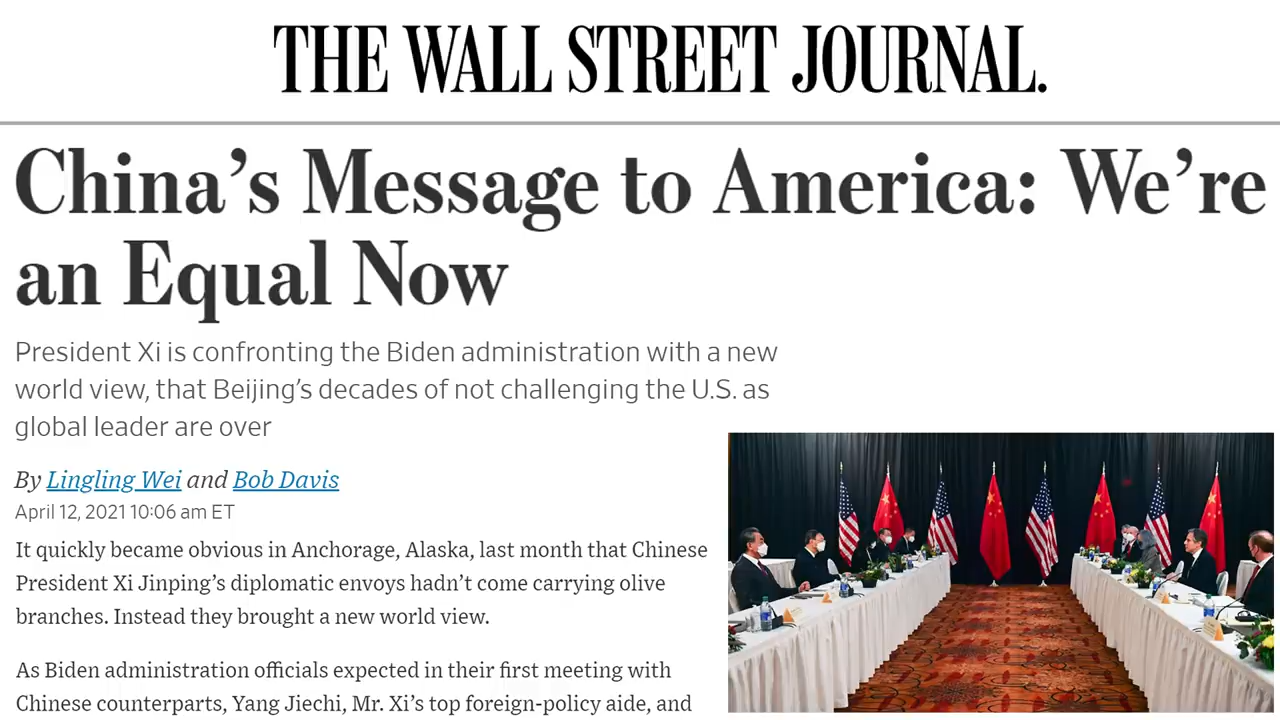 THE WALL STREET JOURNAL.
China’s Message to America: We’re
an Equal Now
President Xi is confronting the Biden administration with a new
world view, that Beijing’s decades of not challenging the U.S. as
global leader are over
By Lingling Wei and Bob Davis
April 12, 2021 10:06 am ET
It quickly became obvious in Anchorage, Alaska, last month that Chinese
President Xi Jinping’s diplomatic envoys hadn’t come carrying olive
branches. Instead they brought a new world view.
As Biden administration officials expected in their first meeting with
Chinese counterparts, Yang Jiechi, Mr. Xi’s top foreign-policy aide, and